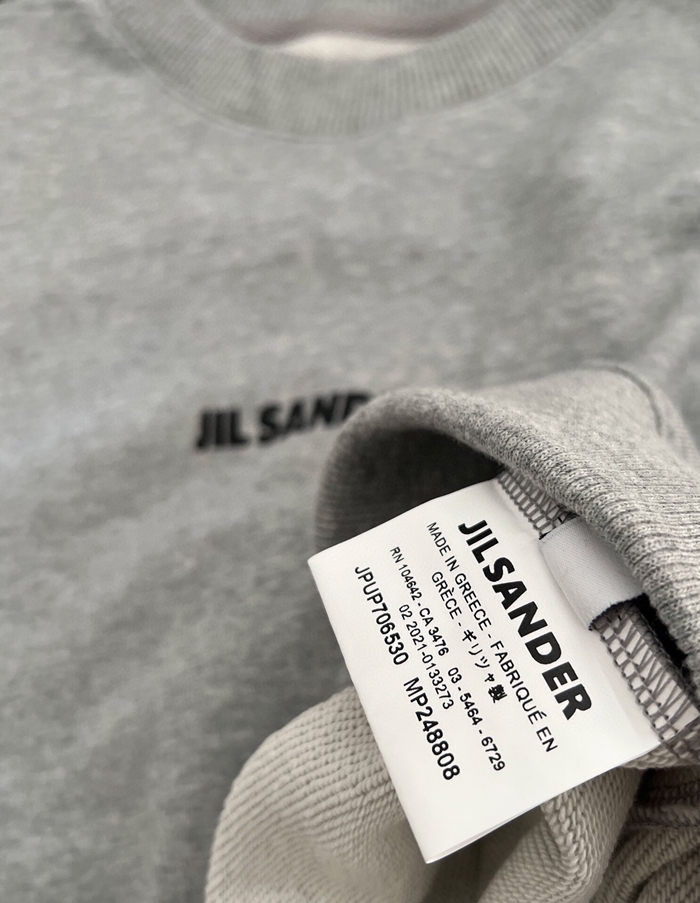 JIL SAND
JILSANDER
MADE IN GREECE - FABRIQUÉ EN
GRÈCE - ギリシャ製
RN 104642 - CA 3476 03 - 5464 - 6729
02 2021-0133273
JPUP706530 MP248808